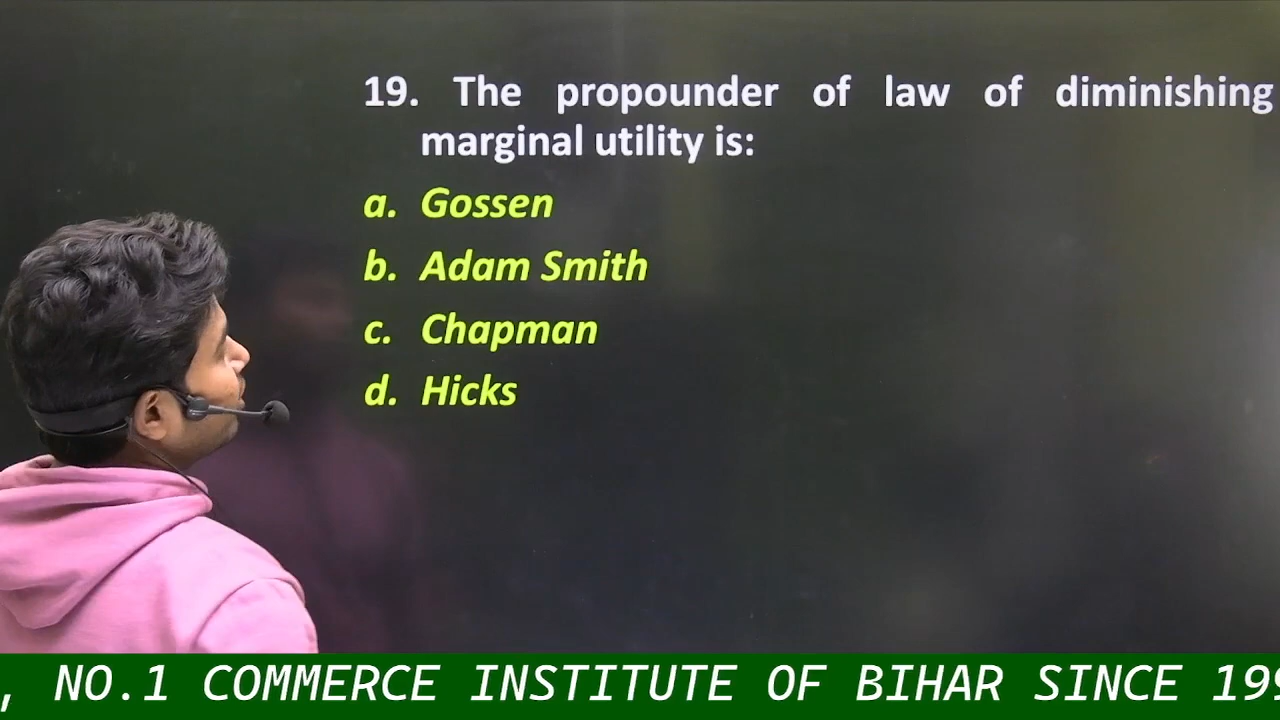 19. The propounder of law of diminishing
marginal utility is:
a. Gossen
b. Adam Smith
c. Chapman
d. Hicks
, NO.1 COMMERCE INSTITUTE OF BIHAR SINCE